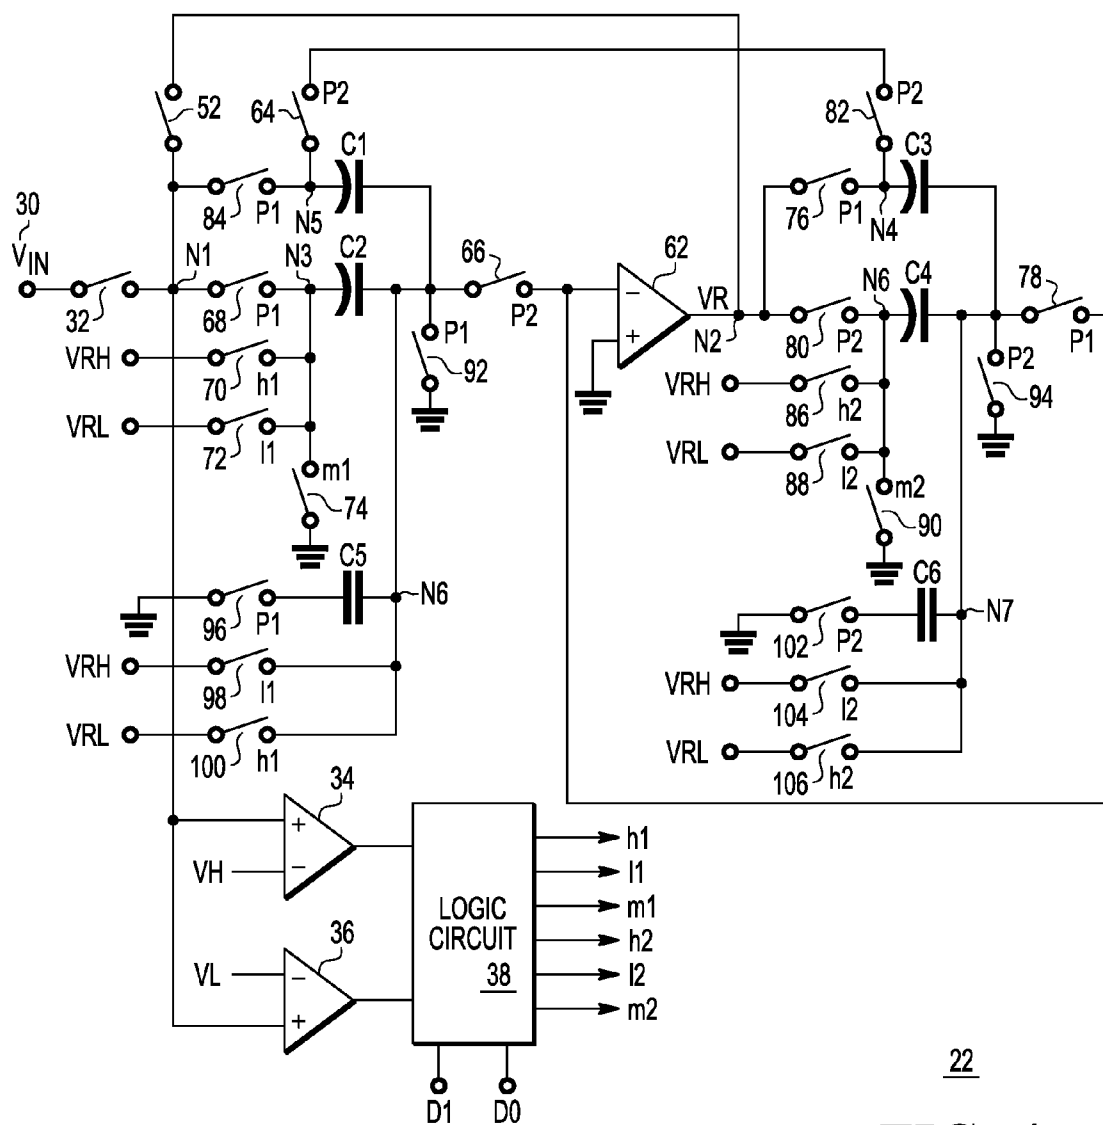 52
64
P2
82
P2
C1
C3
84
P1
N5
76
P1
N4
30
VIN
N1
N3
C2
66
62
N6
C4
78
32
68
P1
P2
VR
N2
80
P2
P1
VRH
70
h1
P1
92
VRH
86
h2
P2
94
VRL
72
l1
VRL
88
l2
m1
74
m2
90
C5
C6
96
P1
N6
102
P2
N7
VRH
98
l1
VRH
104
l2
VRL
100
h1
VRL
106
h2
34
+
−
VH
h1
l1
LOGIC
CIRCUIT
38
m1
h2
36
VL
−
+
l2
m2
−
+
22
D1
D0